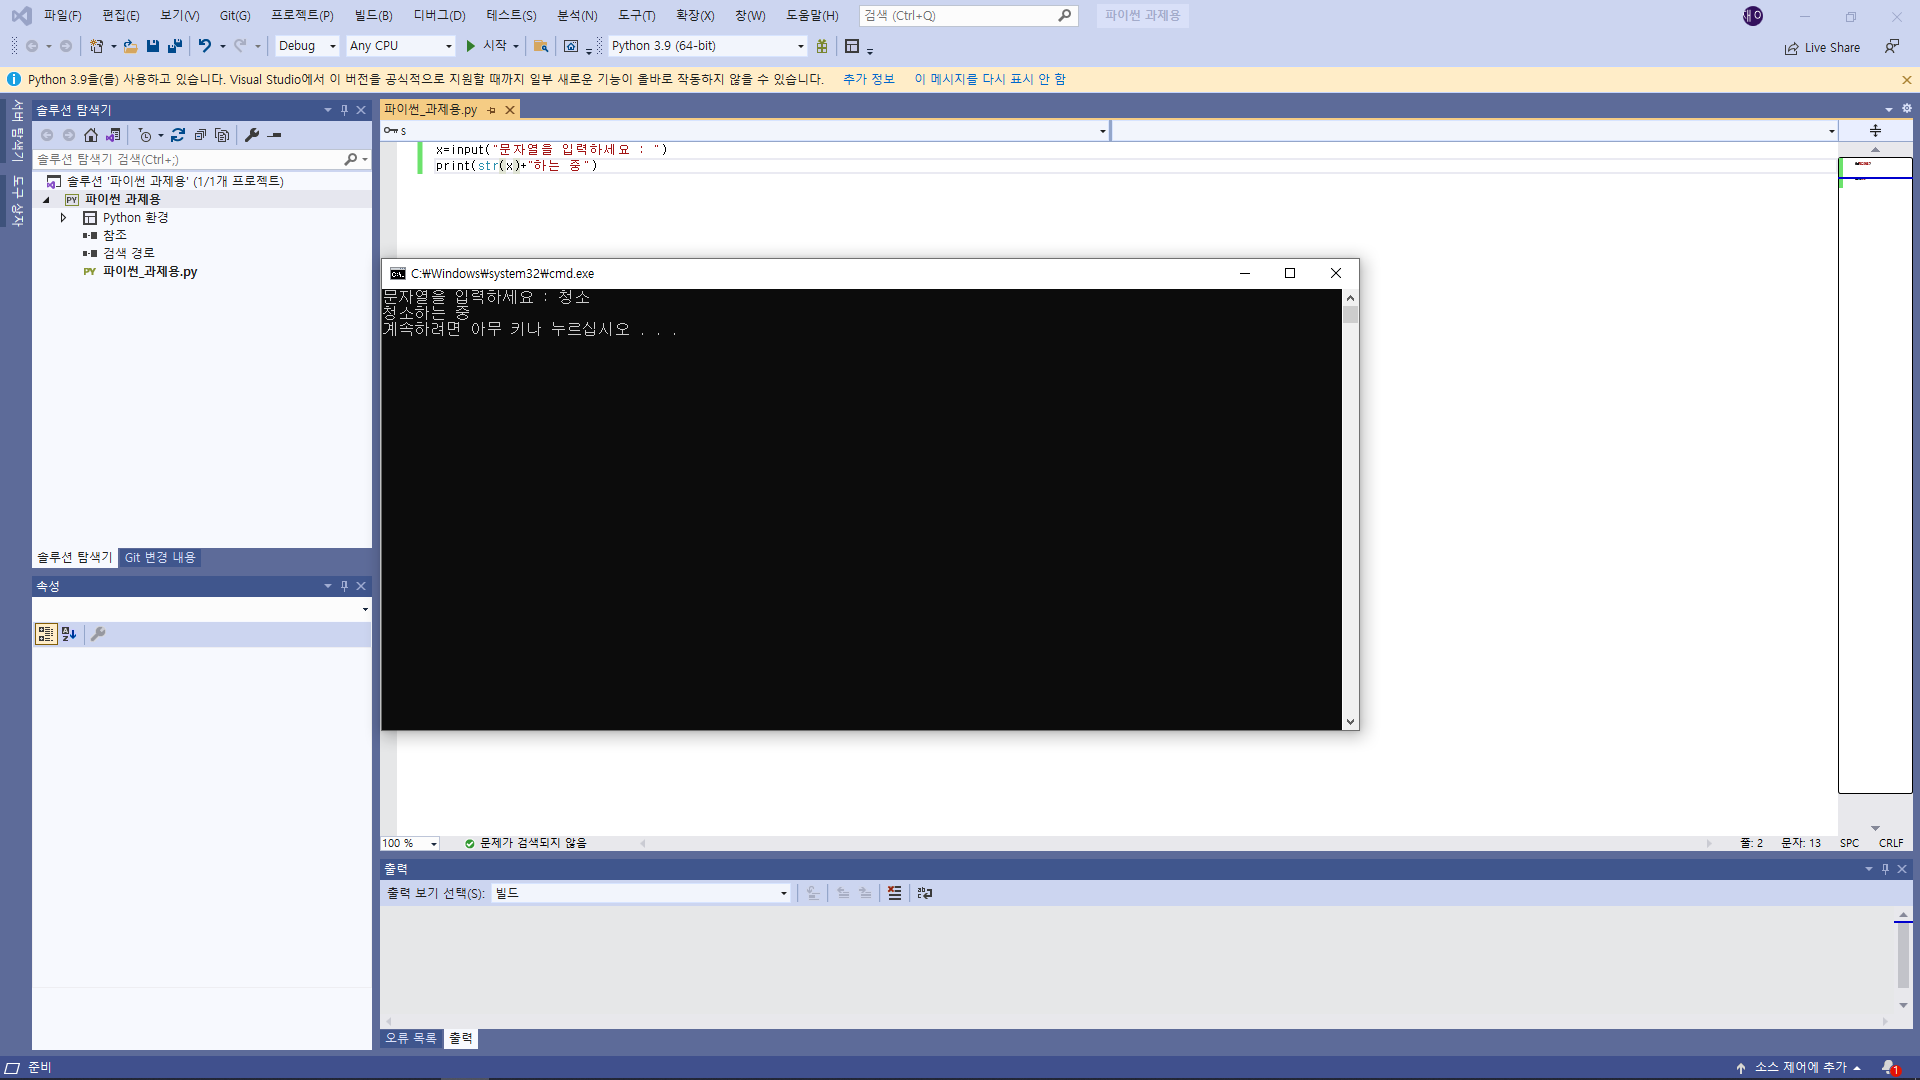 파일(F) 편집(E) 보기(V) Git(G) 프로젝트(P) 빌드(B) 디버그(D) 테스트(S) 분석(N) 도구(T) 확장(X) 창(W) 도움말(H) 검색 (Ctrl+Q) 파이썬 과제용
Debug Any CPU 시작 Python 3.9 (64-bit) Live Share
Python 3.9을(를) 사용하고 있습니다. Visual Studio에서 이 버전을 공식적으로 지원할 때까지 일부 새로운 기능이 올바로 작동하지 않을 수 있습니다. 추가 정보 이 메시지를 다시 표시 안 함
서버 탐색기
도구 상자
솔루션 탐색기
솔루션 탐색기 검색(Ctrl+;)
솔루션 '파이썬 과제용' (1/1개 프로젝트)
PY 파이썬 과제용
Python 환경
참조
검색 경로
PY 파이썬_과제용.py
솔루션 탐색기 Git 변경 내용
속성
파이썬_과제용.py
s
x=input("문자열을 입력하세요 : ")
print(str(x)+"하는 중")
C:₩Windows₩system32₩cmd.exe
문자열을 입력하세요 : 청소
청소하는 중
계속하려면 아무 키나 누르십시오 . . .
100 % 문제가 검색되지 않음 줄: 2 문자: 13 SPC CRLF
출력
출력 보기 선택(S): 빌드
오류 목록 출력
준비 소스 제어에 추가 1